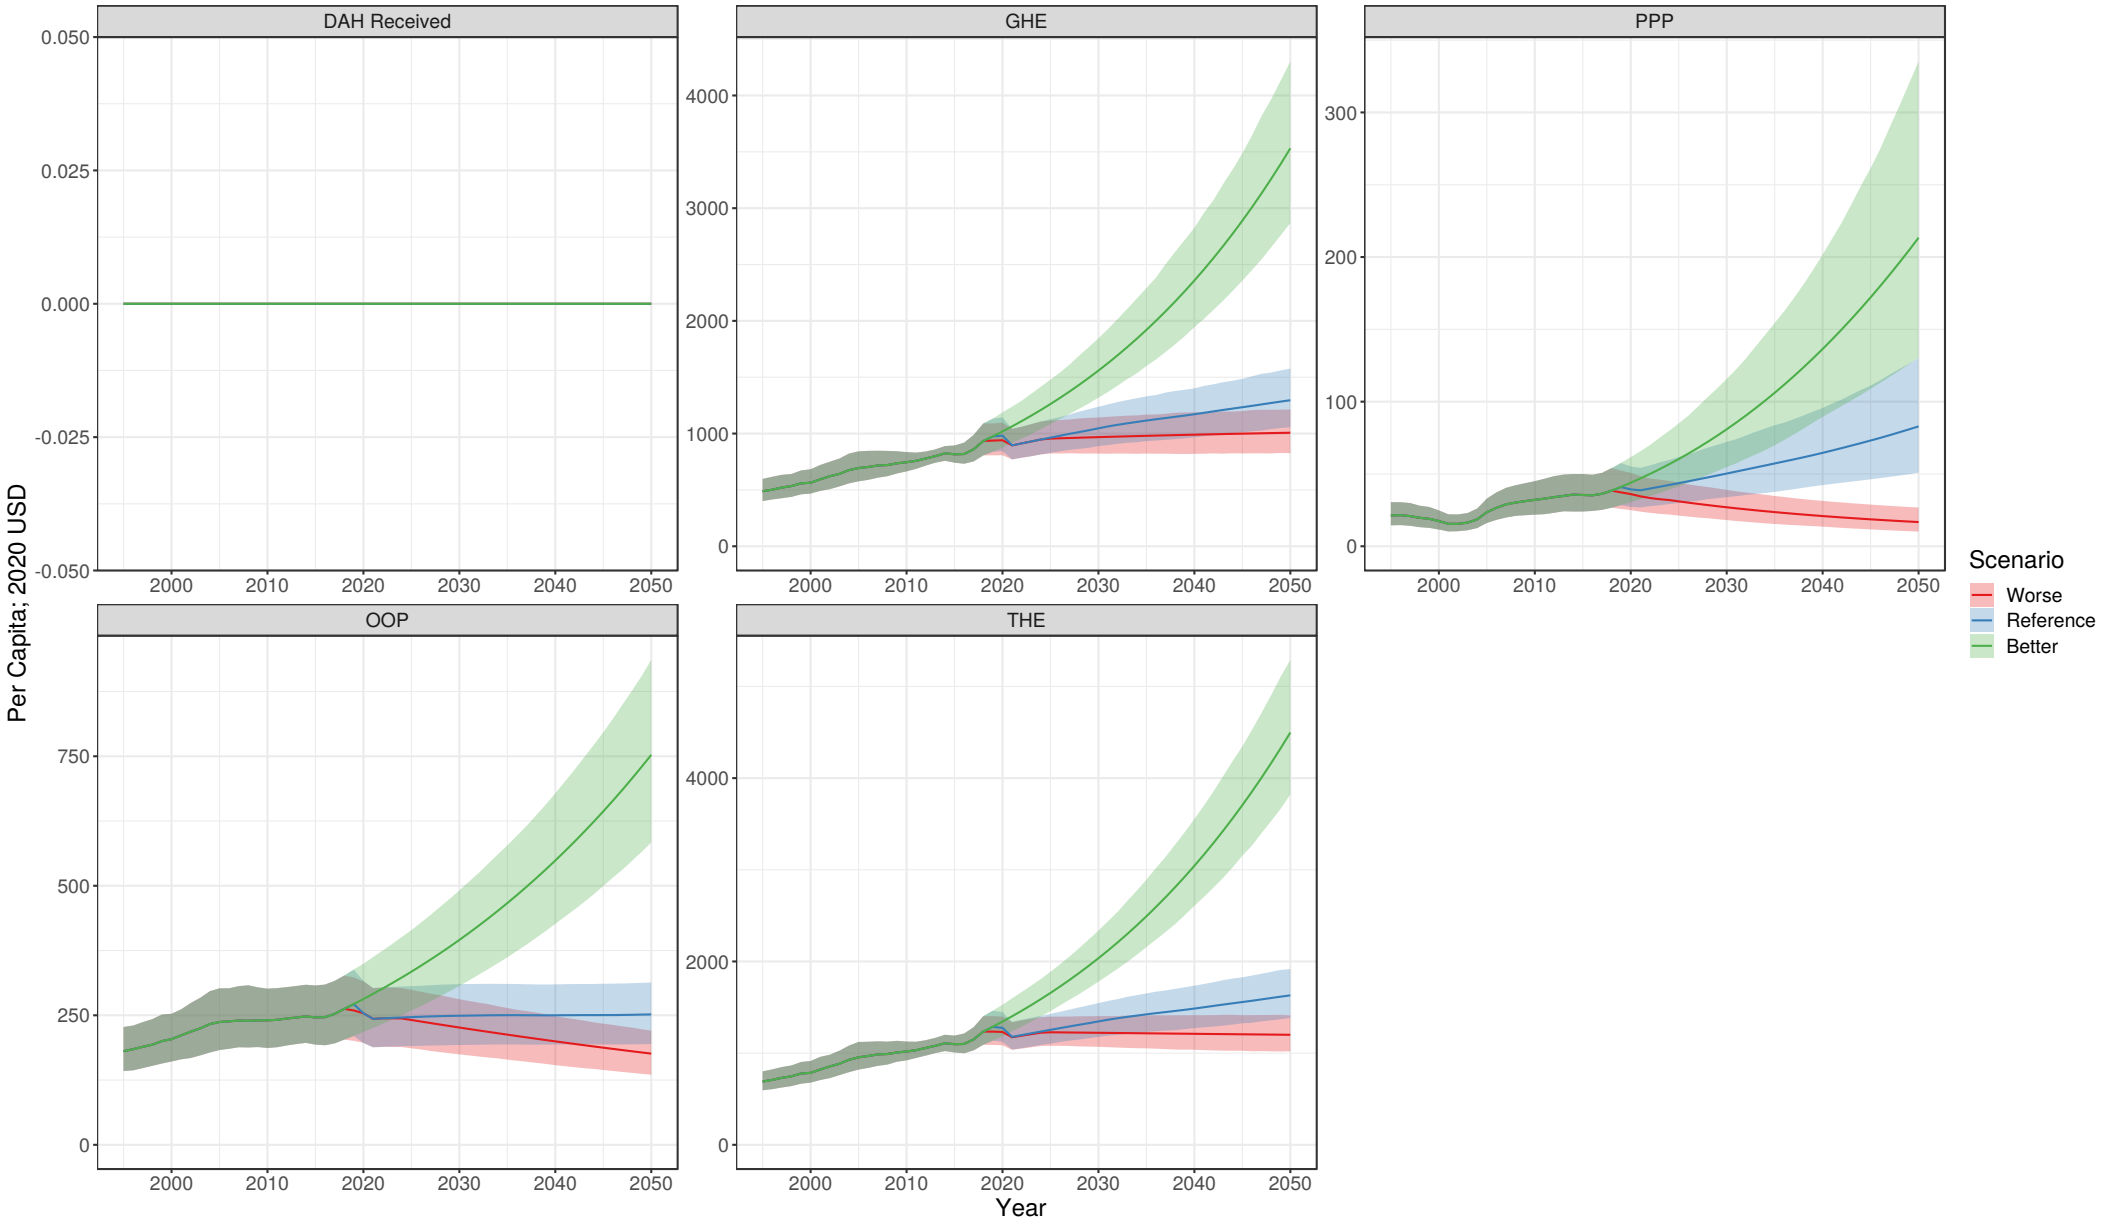 DAH Received
GHE
PPP
0.050
0.025
0.000
-0.025
-0.050
2000 2010 2020 2030 2040 2050
4000
3000
2000
1000
0
2000 2010 2020 2030 2040 2050
300
200
100
0
2000 2010 2020 2030 2040 2050
OOP
THE
750
500
250
0
2000 2010 2020 2030 2040 2050
4000
2000
0
2000 2010 2020 2030 2040 2050
Per Capita; 2020 USD
Year
Scenario
Worse
Reference
Better